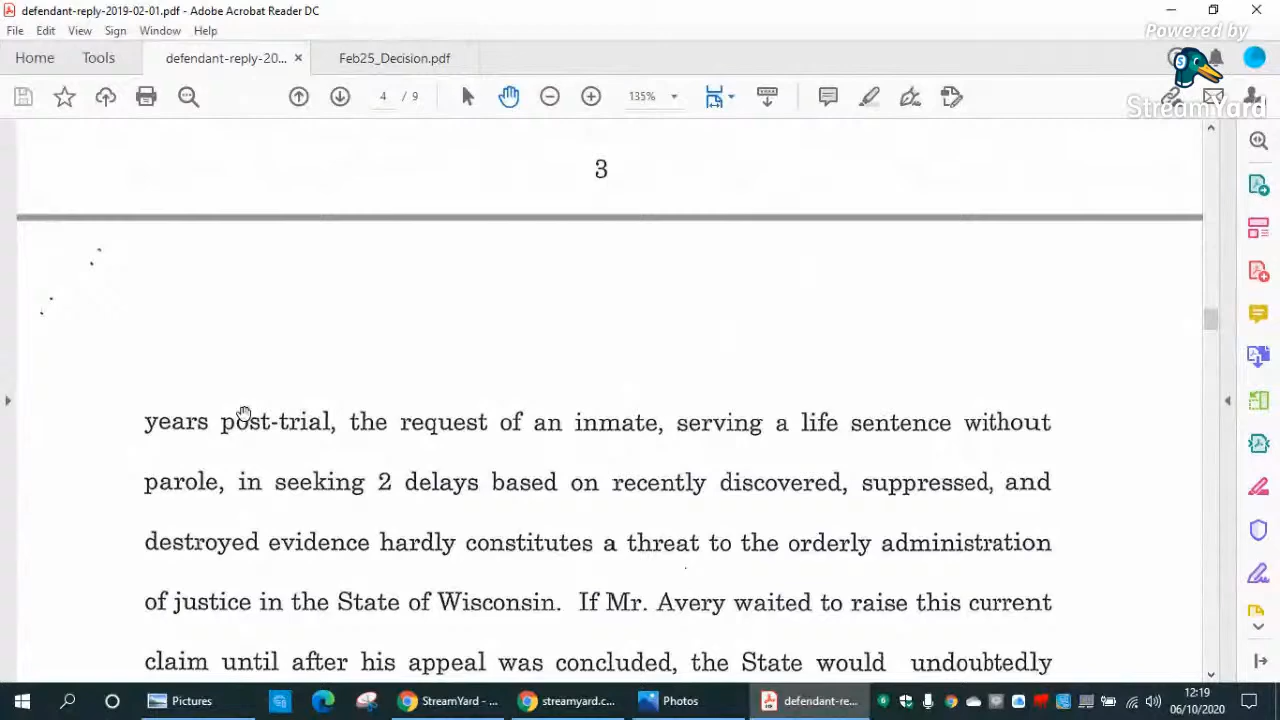 defendant-reply-2019-02-01.pdf - Adobe Acrobat Reader DC
File Edit View Sign Window Help
Powered by
Home Tools defendant-reply-20... × Feb25_Decision.pdf
StreamYard
4 / 9 135%
3
years post-trial, the request of an inmate, serving a life sentence without
parole, in seeking 2 delays based on recently discovered, suppressed, and
destroyed evidence hardly constitutes a threat to the orderly administration
of justice in the State of Wisconsin. If Mr. Avery waited to raise this current
claim until after his appeal was concluded, the State would undoubtedly
Pictures StreamYard - ... streamyard.c... Photos defendant-re... 12:19
06/10/2020